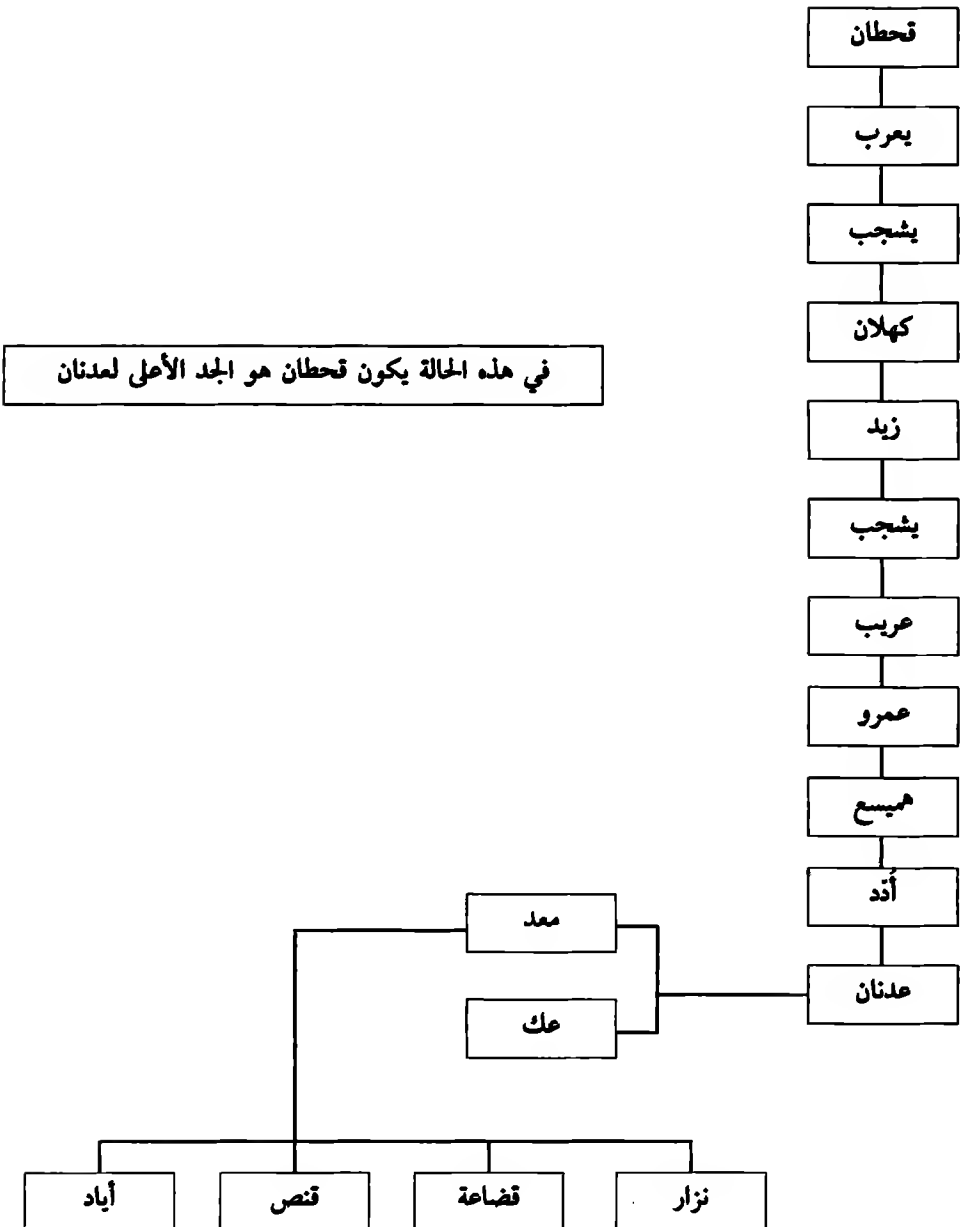 قحطان
يعرب
يشجب
كهلان
في هذه الحالة يكون قحطان هو الجد الأعلى لعدنان
زيد
يشجب
عريب
عمرو
هميسع
أُدّد
معد
عدنان
عك
نزار
قضاعة
قنص
أياد